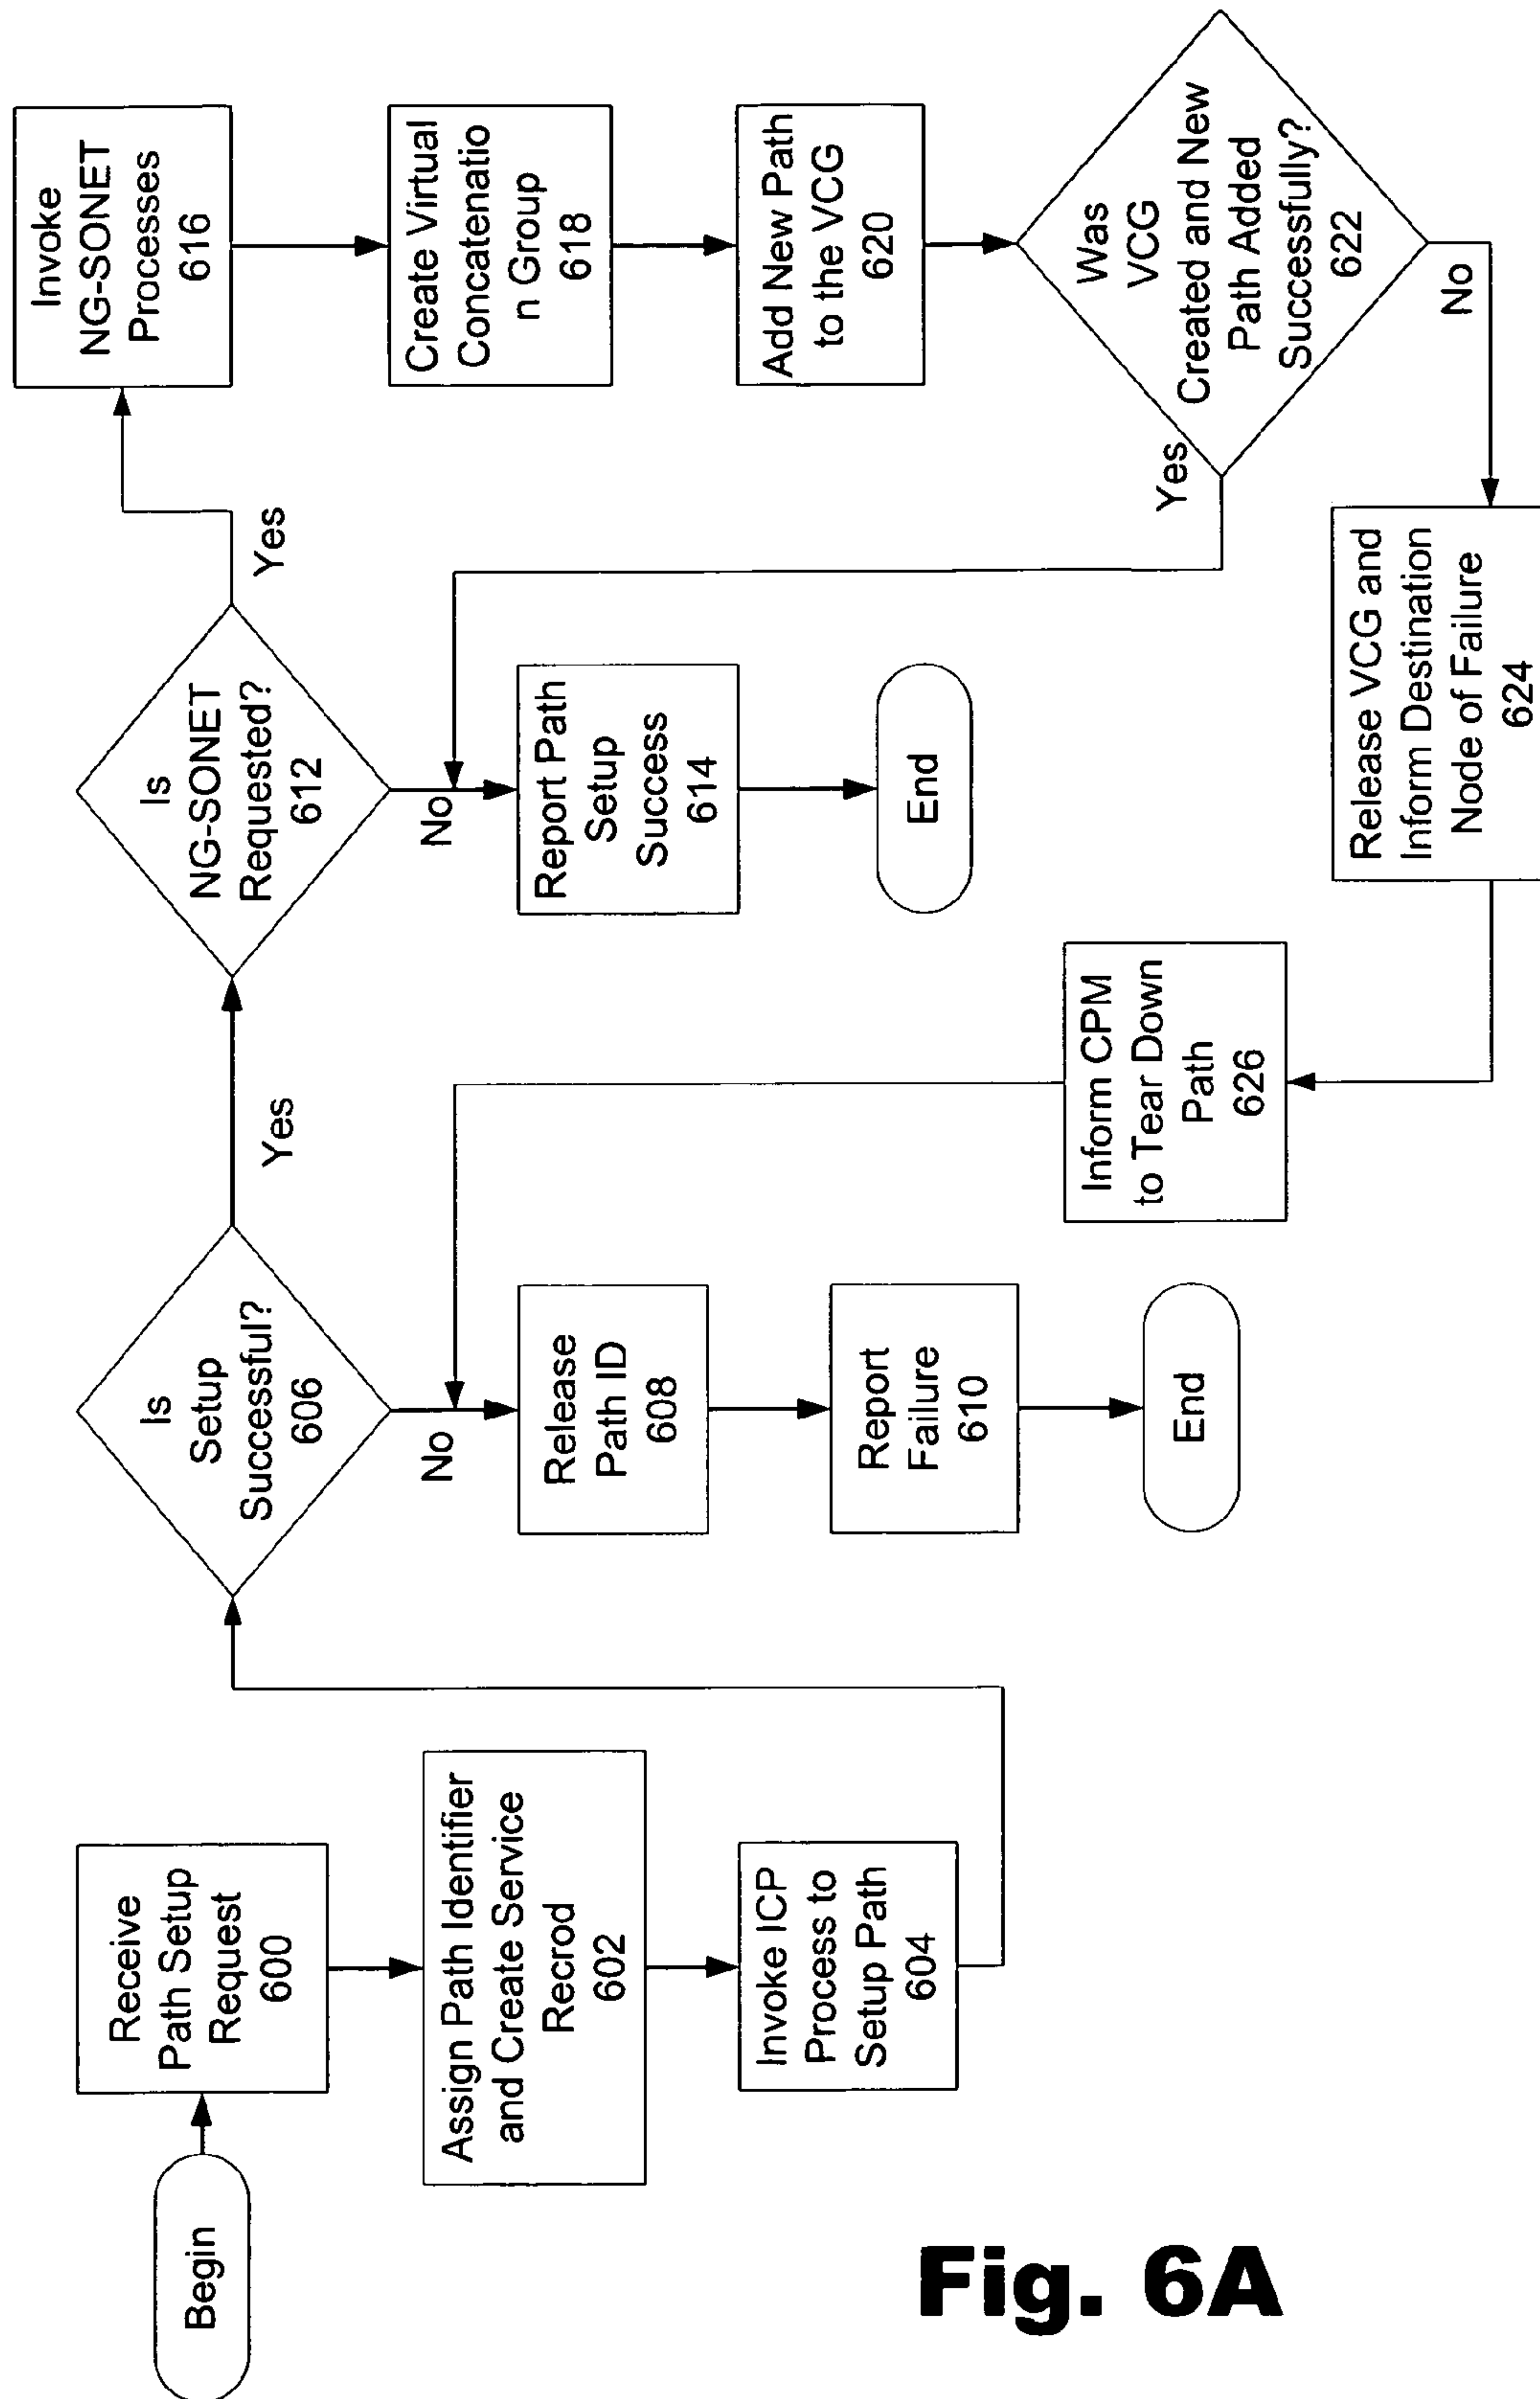 Begin
Receive
Path Setup
Request
600
Assign Path Identifier
and Create Service
Recrod
602
Invoke ICP
Process to
Setup Path
604
Is
Setup
Successful?
606
Yes
No
Release
Path ID
608
Report
Failure
610
End
Is
NG-SONET
Requested?
612
Yes
No
Report Path
Setup
Success
614
End
Invoke
NG-SONET
Processes
616
Create Virtual
Concatenatio
n Group
618
Add New Path
to the VCG
620
Was
VCG
Created and New
Path Added
Successfully?
622
Yes
No
Release VCG and
Inform Destination
Node of Failure
624
Inform CPM
to Tear Down
Path
626
Fig. 6A